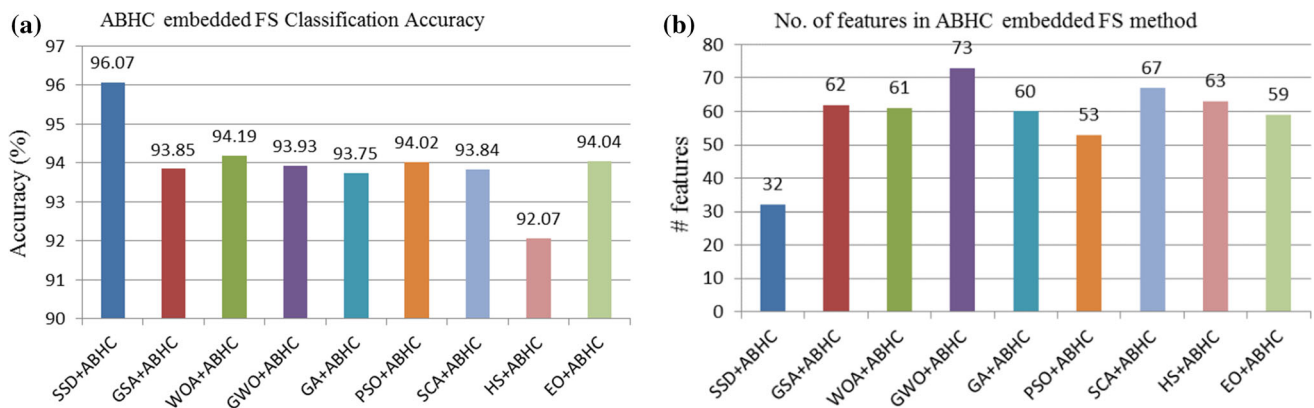 (a)
ABHC embedded FS Classification Accuracy
Accuracy (%)
97
96
95
94
93
92
91
90
96.07
93.85
94.19
93.93
93.75
94.02
93.84
92.07
94.04
SSD+ABHC
GSA+ABHC
WOA+ABHC
GWO+ABHC
GA+ABHC
PSO+ABHC
SCA+ABHC
HS+ABHC
EO+ABHC
(b)
No. of features in ABHC embedded FS method
# features
80
70
60
50
40
30
20
10
0
32
62
61
73
60
53
67
63
59
SSD+ABHC
GSA+ABHC
WOA+ABHC
GWO+ABHC
GA+ABHC
PSO+ABHC
SCA+ABHC
HS+ABHC
EO+ABHC